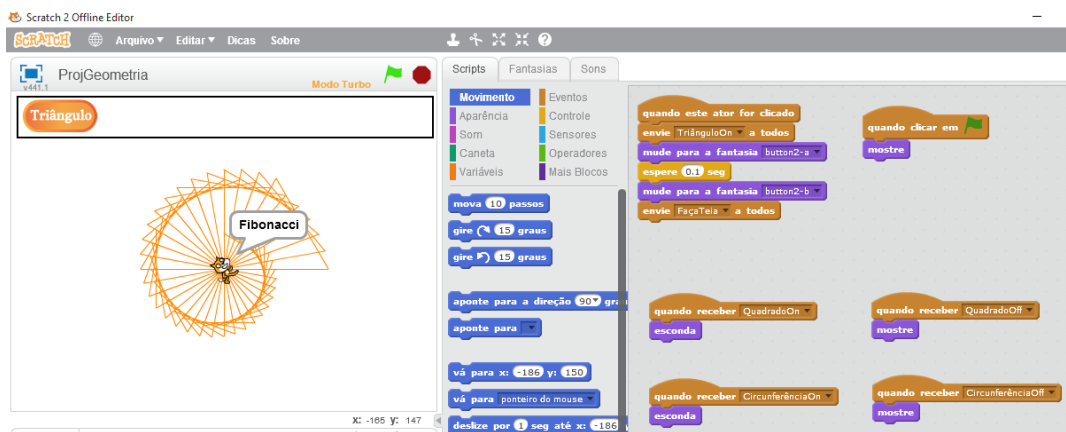 Scratch 2 Offline Editor
SCRATCH Arquivo Editar Dicas Sobre
ProjGeometria
v441.1
Modo Turbo
Triângulo
Fibonacci
X: -165 Y: 147
Scripts Fantasias Sons
Movimento Eventos
Aparência Controle
Som Sensores
Caneta Operadores
Variáveis Mais Blocos
mova 10 passos
gire 15 graus
gire 15 graus
aponte para a direção 90 gra
aponte para
vá para x: -186 y: 150
vá para ponteiro do mouse
deslize por 1 seg até x: -186
quando este ator for clicado
envie TriânguloOn a todos
mude para a fantasia button2-a
espere 0.1 seg
mude para a fantasia button2-b
envie FaçaTeia a todos
quando clicar em
mostre
quando receber QuadradoOn
esconda
quando receber QuadradoOff
mostre
quando receber CircunferênciaOn
esconda
quando receber CircunferênciaOff
mostre